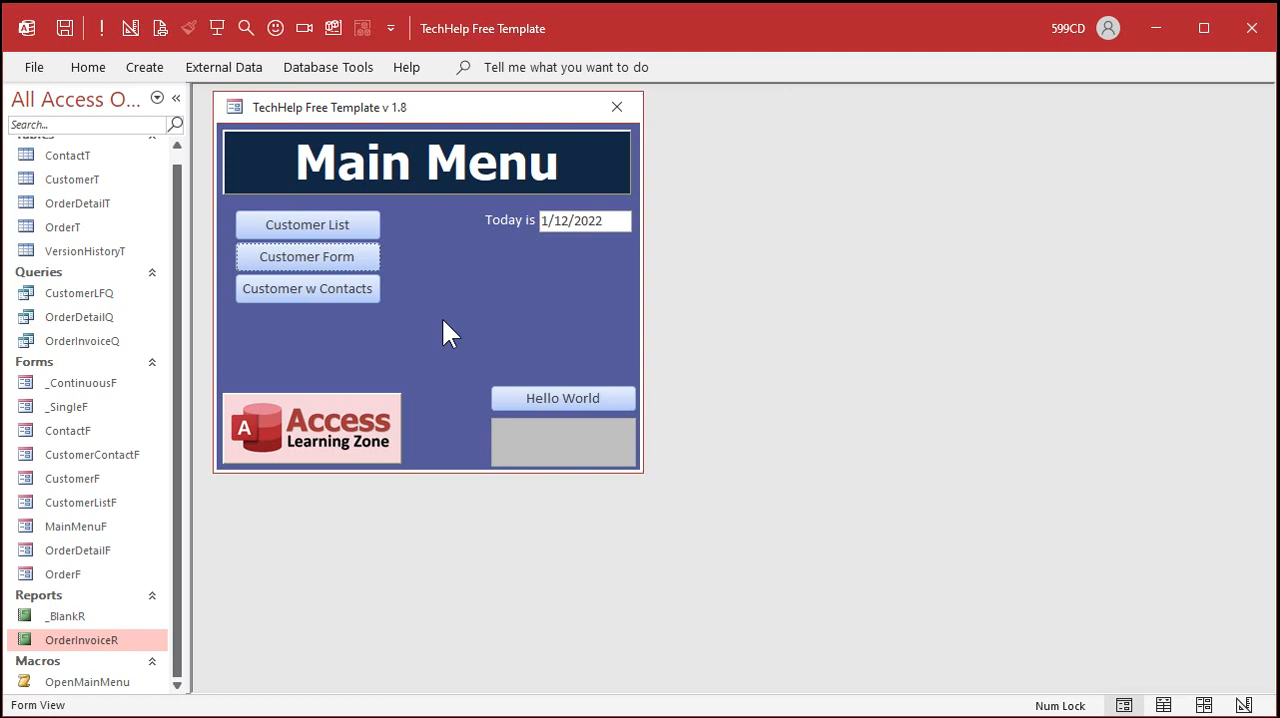 TechHelp Free Template
599CD
File Home Create External Data Database Tools Help Tell me what you want to do
All Access O...
Search...
Tables
ContactT
CustomerT
OrderDetailT
OrderT
VersionHistoryT
Queries
CustomerLFQ
OrderDetailQ
OrderInvoiceQ
Forms
_ContinuousF
_SingleF
ContactF
CustomerContactF
CustomerF
CustomerListF
MainMenuF
OrderDetailF
OrderF
Reports
_BlankR
OrderInvoiceR
Macros
OpenMainMenu
TechHelp Free Template v 1.8
Main Menu
Customer List
Today is 1/12/2022
Customer Form
Customer w Contacts
A Access
Learning Zone
Hello World
Form View
Num Lock